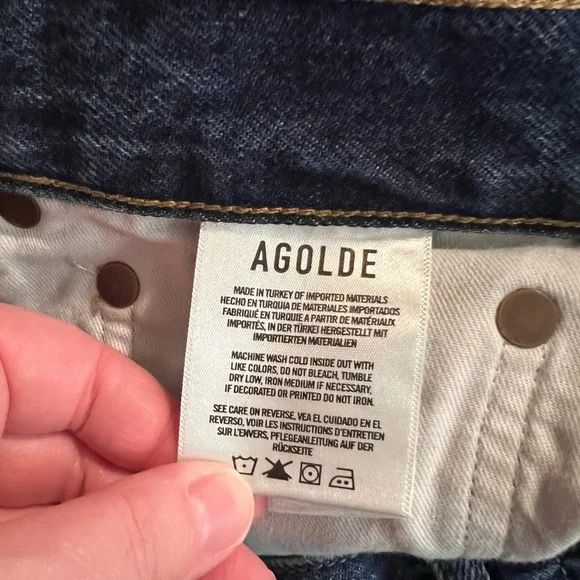 AGOLDE
MADE IN TURKEY OF IMPORTED MATERIALS
HECHO EN TURQUIA DE MATERIALES IMPORTADOS
FABRIQUÉ EN TURQUIE A PARTIR DE MATÉRIAUX
IMPORTÉS, IN DER TÜRKEI HERGESTELLT MIT
IMPORTIERTEN MATERIALIEN
MACHINE WASH COLD INSIDE OUT WITH
LIKE COLORS, DO NOT BLEACH, TUMBLE
DRY LOW, IRON MEDIUM IF NECESSARY,
IF DECORATED OR PRINTED DO NOT IRON.
SEE CARE ON REVERSE, VEA EL CUIDADO EN EL
REVERSO, VOIR LES INSTRUCTIONS D'ENTRETIEN
SUR L'ENVERS, PFLEGEANLEITUNG AUF DER
RÜCKSEITE